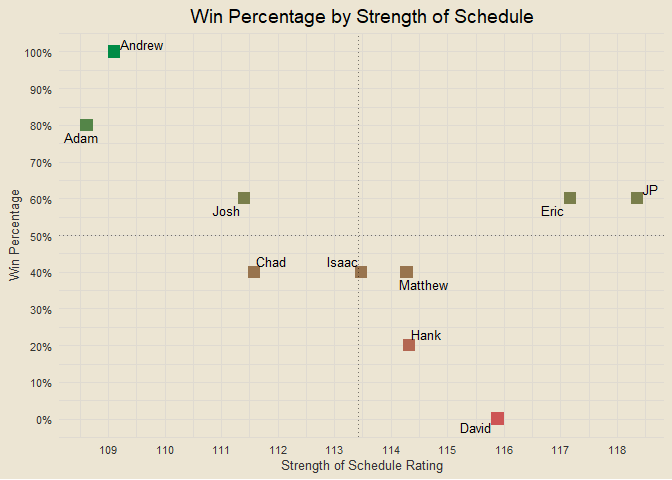 Win Percentage by Strength of Schedule
100%
90%
80%
70%
60%
50%
40%
30%
20%
10%
0%
Win Percentage
Andrew
Adam
Josh
Eric
JP
Chad
Isaac
Matthew
Hank
David
109 110 111 112 113 114 115 116 117 118
Strength of Schedule Rating